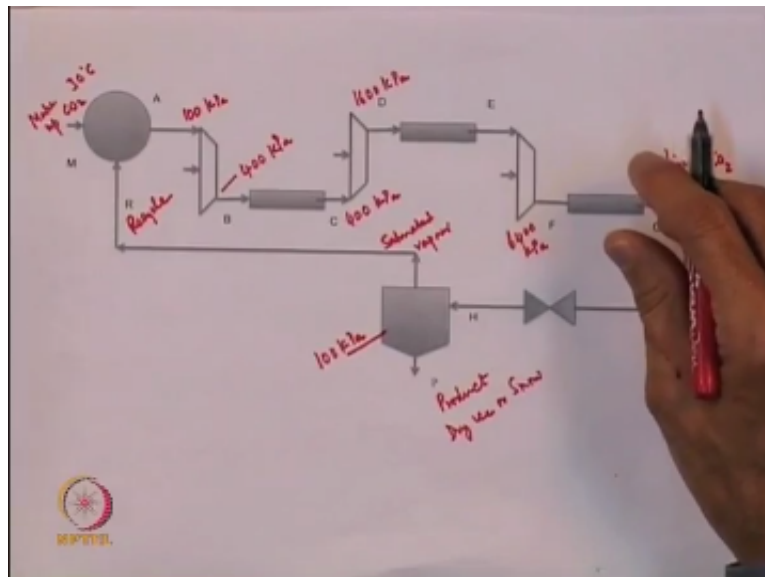 30°C
Make
up CO2
M
A
100 kPa
400 kPa
B
C
400 kPa
1600 kPa
D
E
6400
kPa
F
R
Recycle
Saturated
vapour
H
100 kPa
P
Product
Dry ice or Snow
NPTEL